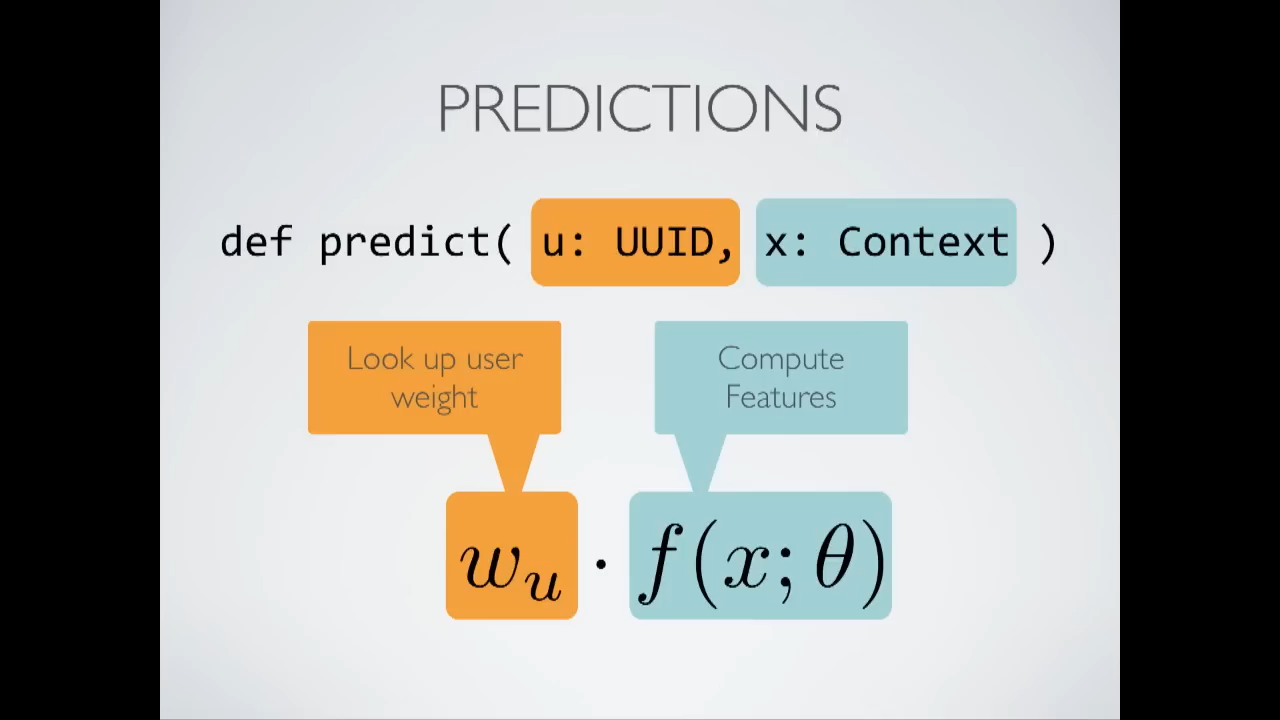 PREDICTIONS
def predict( u: UUID, x: Context )
Look up user
weight
Compute
Features
w_u · f(x; θ)